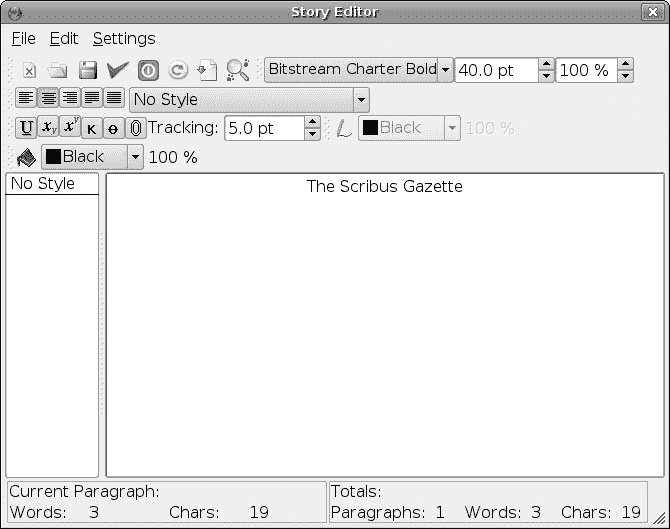 Story Editor
File Edit Settings
Bitstream Charter Bold 40.0 pt 100 %
No Style
U xy xy K o O Tracking: 5.0 pt Black 100 %
Black 100 %
No Style
The Scribus Gazette
Current Paragraph: Totals:
Words: 3 Chars: 19 Paragraphs: 1 Words: 3 Chars: 19